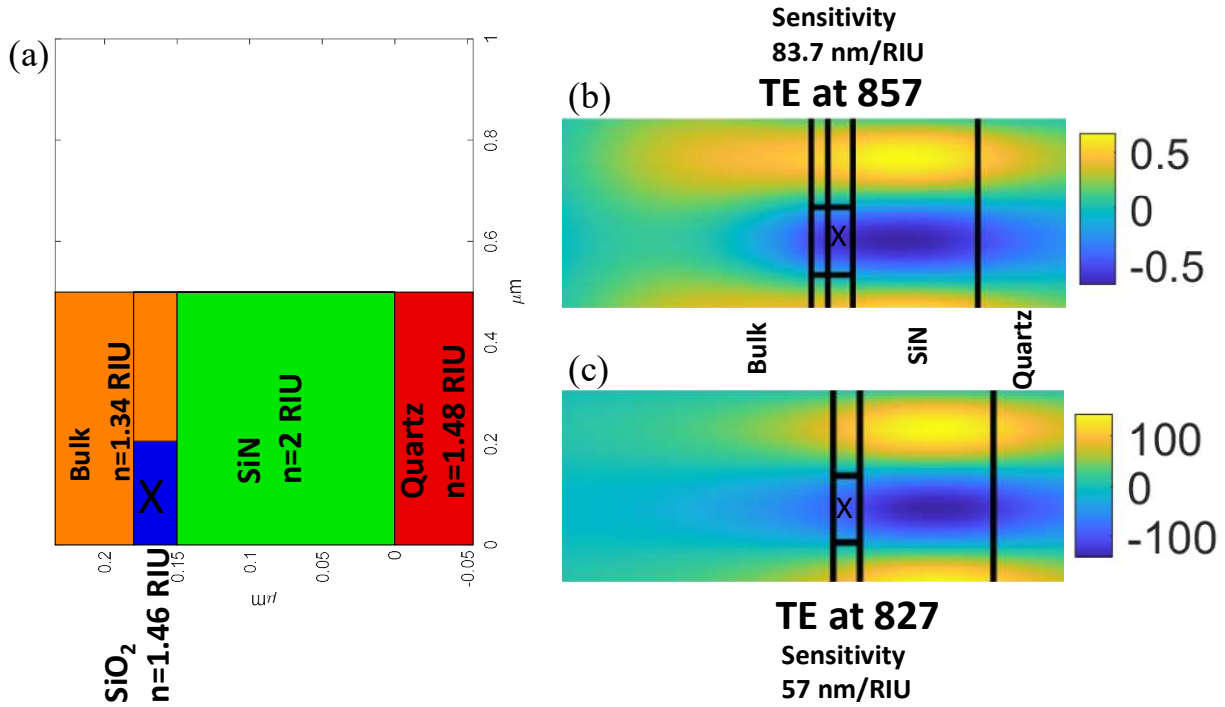 (a)
1
0.8
0.6
0.4
0.2
0
μm
0.2
0.15
0.1
0.05
0
-0.05
μm
Bulk
n=1.34 RIU
X
SiN
n=2 RIU
Quartz
n=1.48 RIU
SiO2
n=1.46 RIU
Sensitivity
83.7 nm/RIU
TE at 857
(b)
X
0.5
0
-0.5
Bulk
SiN
Quartz
(c)
X
100
0
-100
TE at 827
Sensitivity
57 nm/RIU